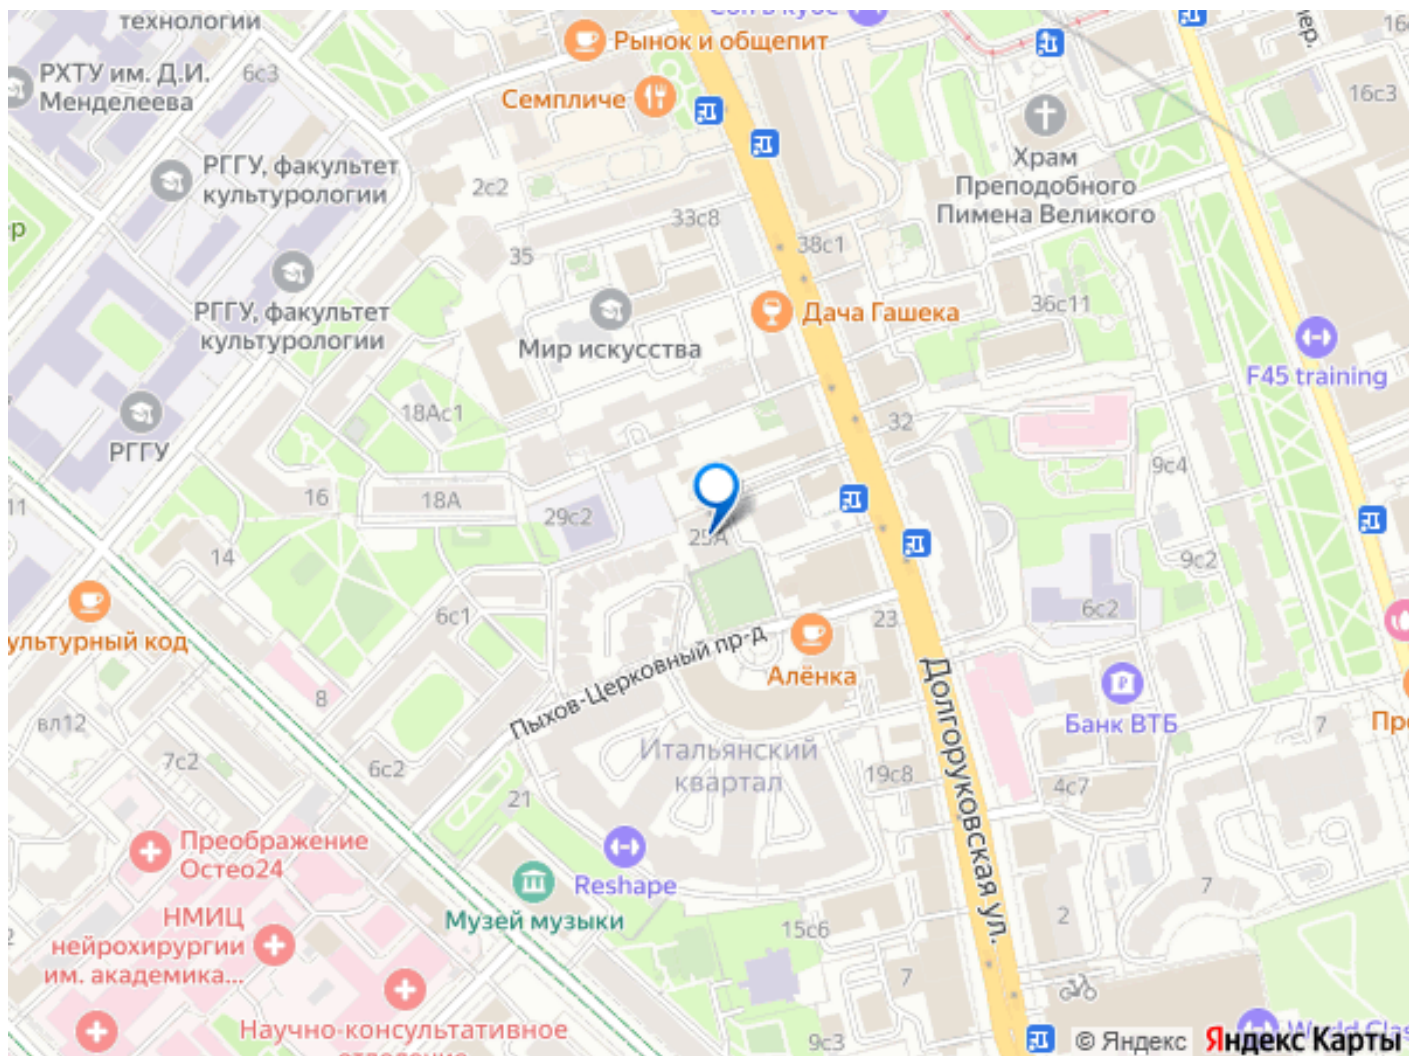 технологии
Рынок и общепит
пер.
16с3
РХТУ им. Д.И.
Менделеева
6с3
Семпличе
РГГУ, факультет
культурологии
2с2
Храм
Преподобного
Пимена Великого
33с8
38с1
35
РГГУ, факультет
культурологии
Мир искусства
Дача Гашека
36с11
F45 training
18Ас1
РГГУ
32
9с4
16
18А
29с2
25А
11
14
9с2
6с1
6с2
23
ультурный код
Пыхов-Церковный пр-д
Алёнка
8
вл12
Долгоруковская ул.
Банк ВТБ
7
Пр
7с2
6с2
Итальянский
квартал
19с8
4с7
21
Преображение
Остео24
Reshape
7
Музей музыки
НМИЦ
нейрохирургии
им. академика...
15с6
2
7
Научно-консультативное
отделение
9с3
© Яндекс
Яндекс Карты